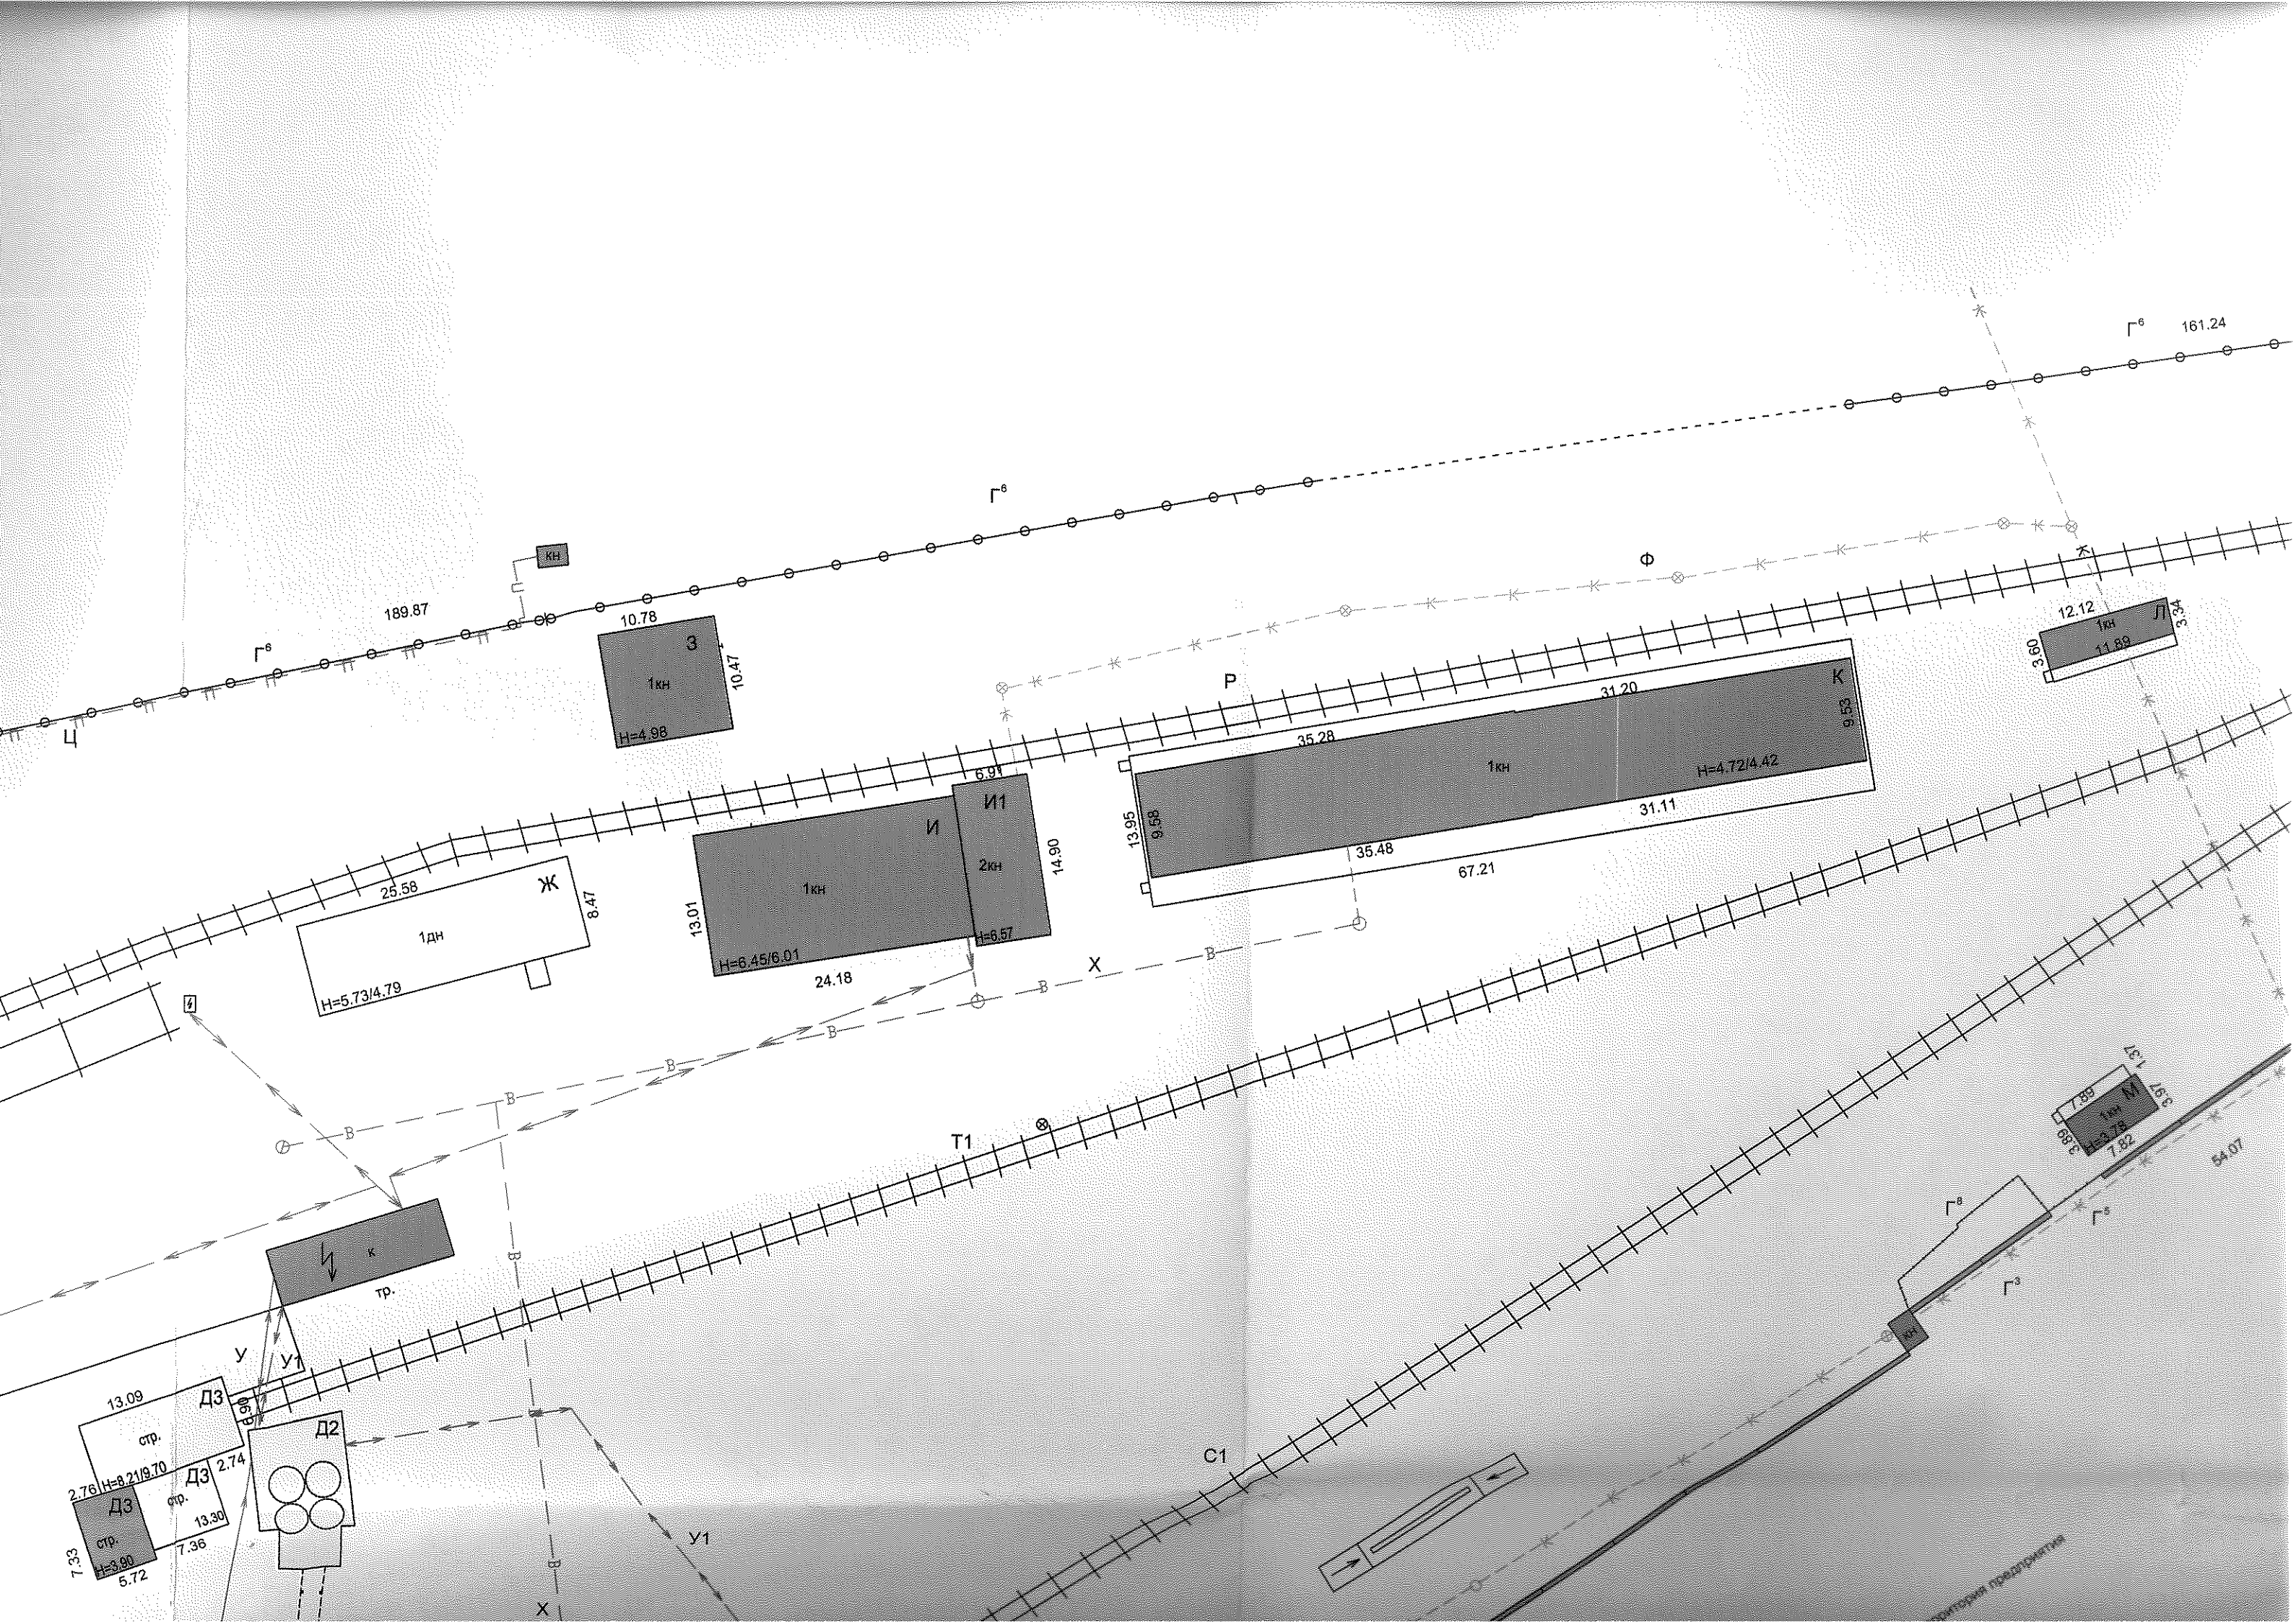 Г⁶ 161.24
Г⁶
кн
Ф
189.87
Г⁶
Ц
10.78
З
1кн
10.47
Н=4.98
12.12
Л
1кн
3.34
3.60
11.89
Р
31.20
К
9.53
35.28
1кн
Н=4.72/4.42
31.11
13.95
9.58
35.48
67.21
И1
И
2кн
14.90
1кн
13.01
Н=6.57
Н=6.45/6.01
24.18
25.58
Ж
8.47
1дн
Н=5.73/4.79
Х
В
В
В
В
В
В
Т1
1.37
7.89
М
1кн
3.97
3.89
Н=3.78
7.82
54.07
Г⁸
Г⁵
Г³
кн
к
тр.
В
У
У1
13.09
Д3
6.90
Д2
стр.
Н=8.21/9.70
2.74
2.76
Д3
Д3
стр.
13.30
стр.
7.36
7.33
Н=3.90
5.72
С1
У1
В
Х
рритория предприятия